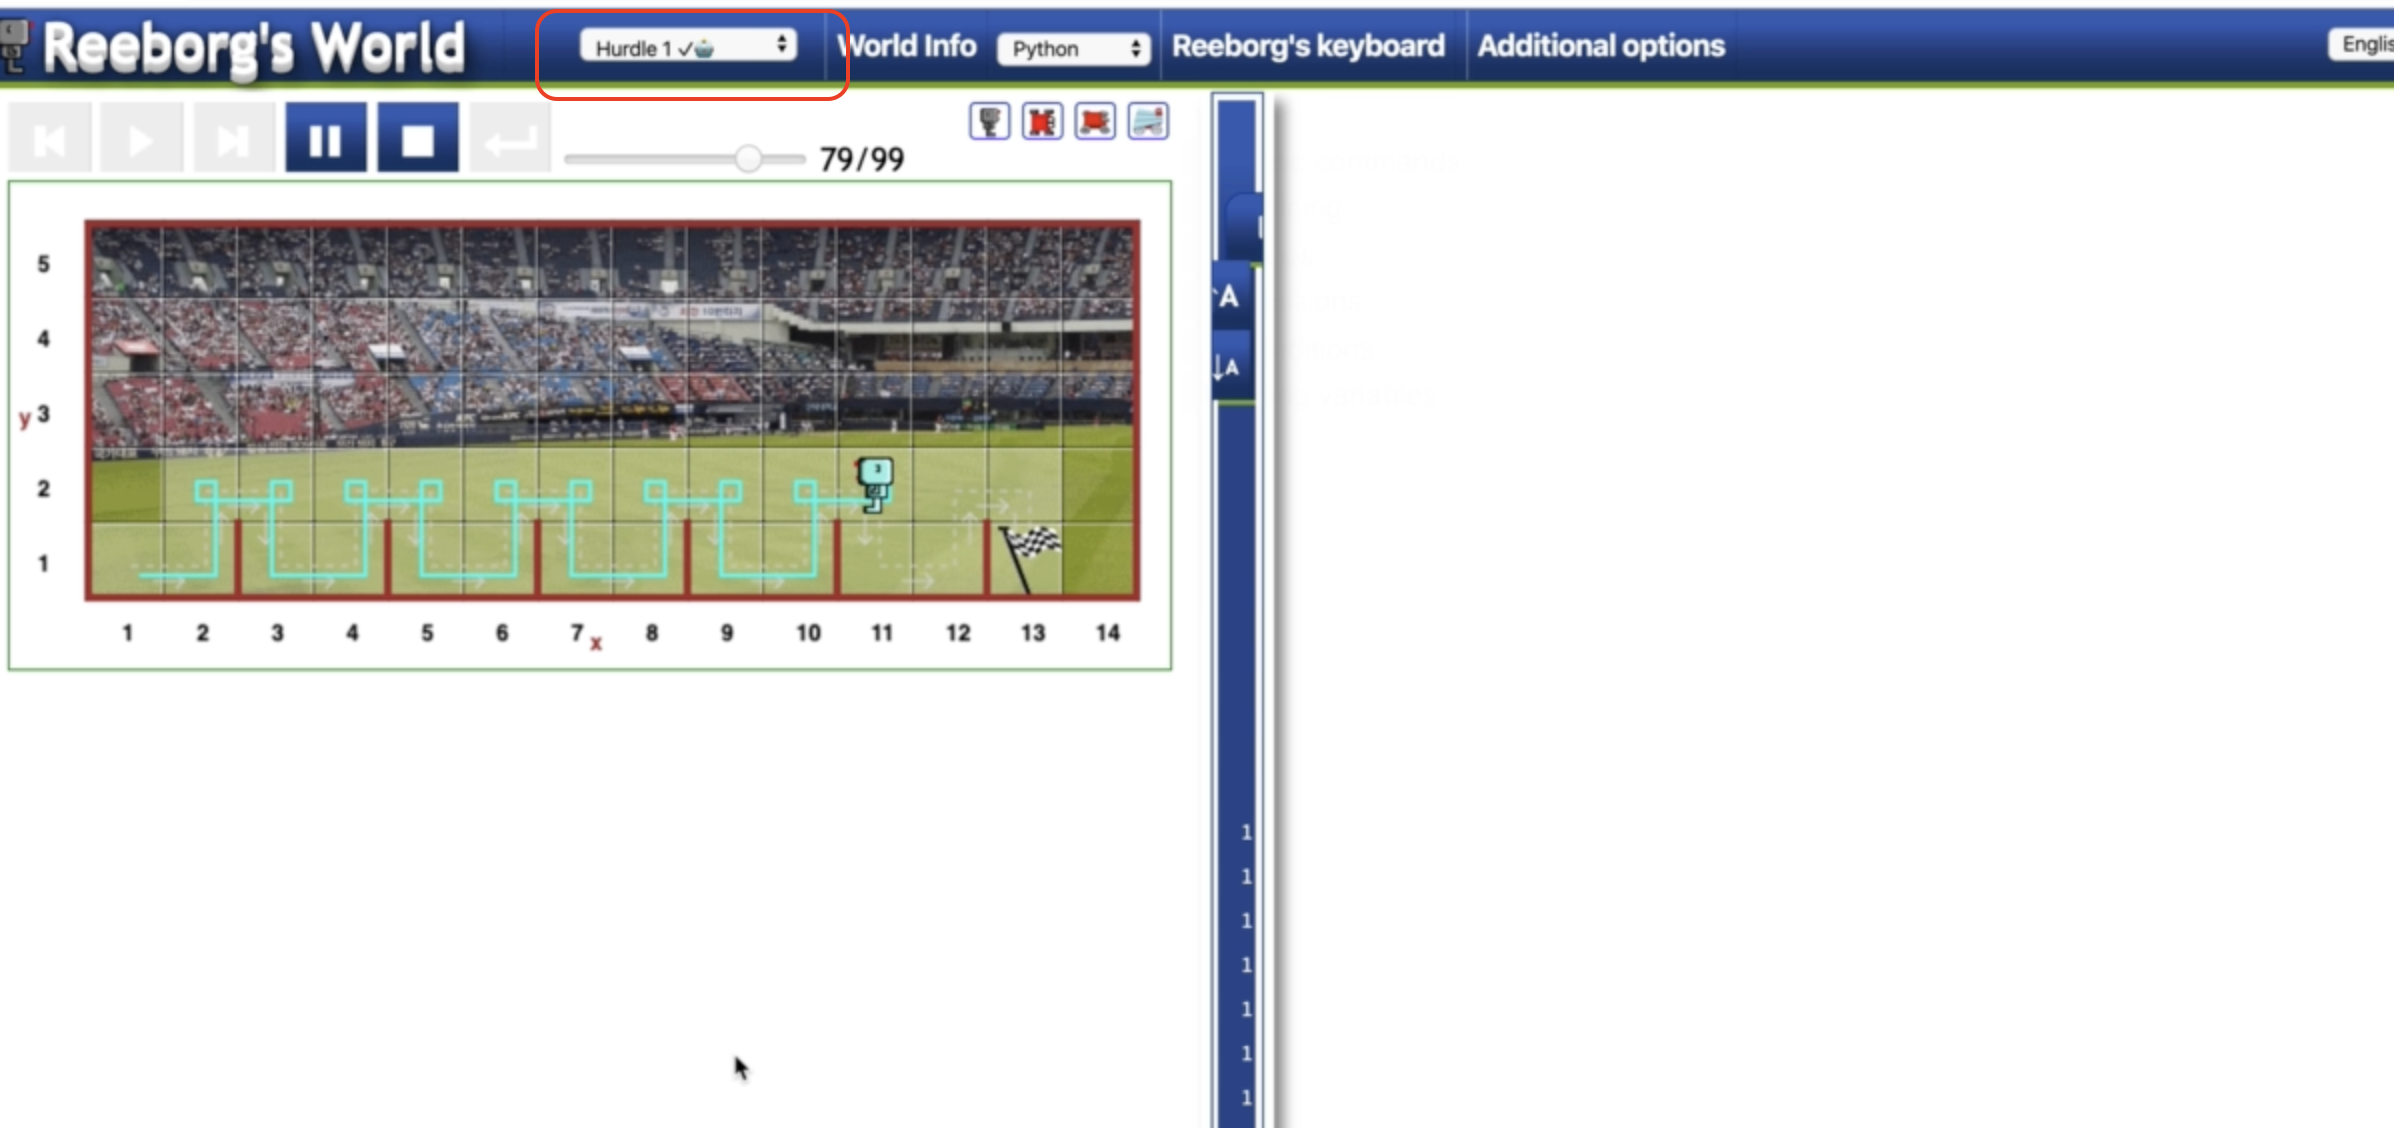 Reeborg's World
Hurdle 1 ✓
World Info
Python
Reeborg's keyboard
Additional options
Englis
79/99
5
4
y 3
2
1
1 2 3 4 5 6 7 x 8 9 10 11 12 13 14
3
A
↓A
1
1
1
1
1
1
1